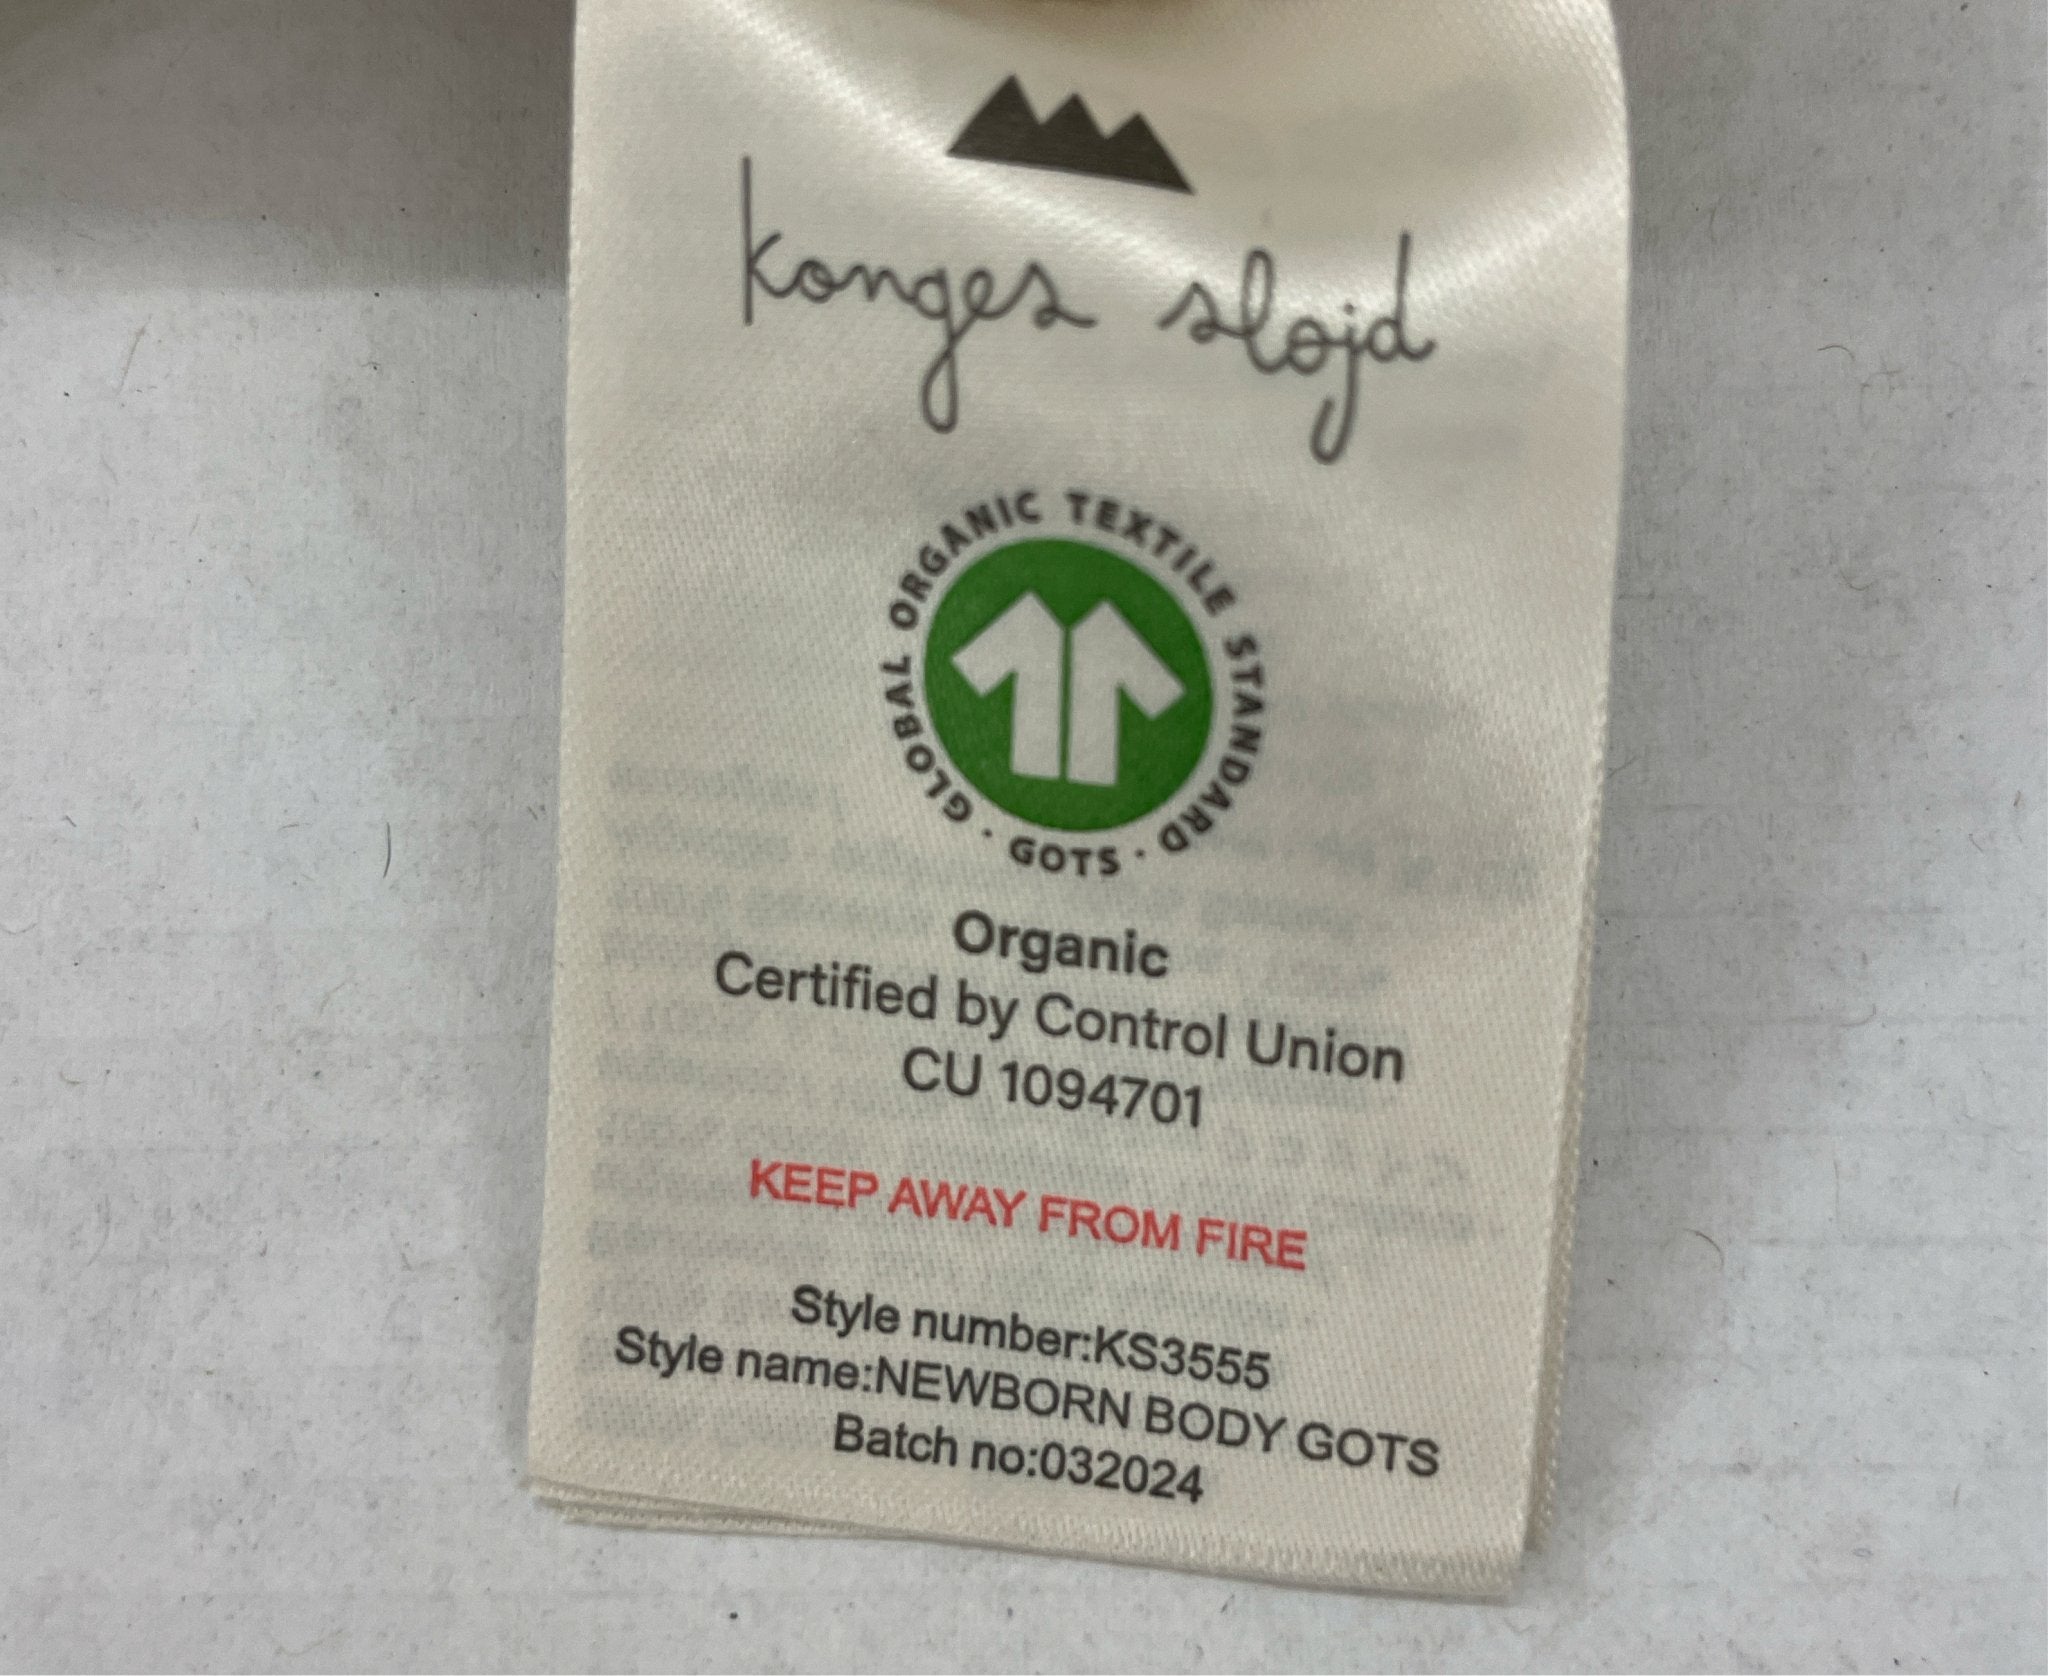 konges sløjd
GLOBAL ORGANIC TEXTILE STANDARD · GOTS ·
Organic
Certified by Control Union
CU 1094701
KEEP AWAY FROM FIRE
Style number:KS3555
Style name:NEWBORN BODY GOTS
Batch no:032024